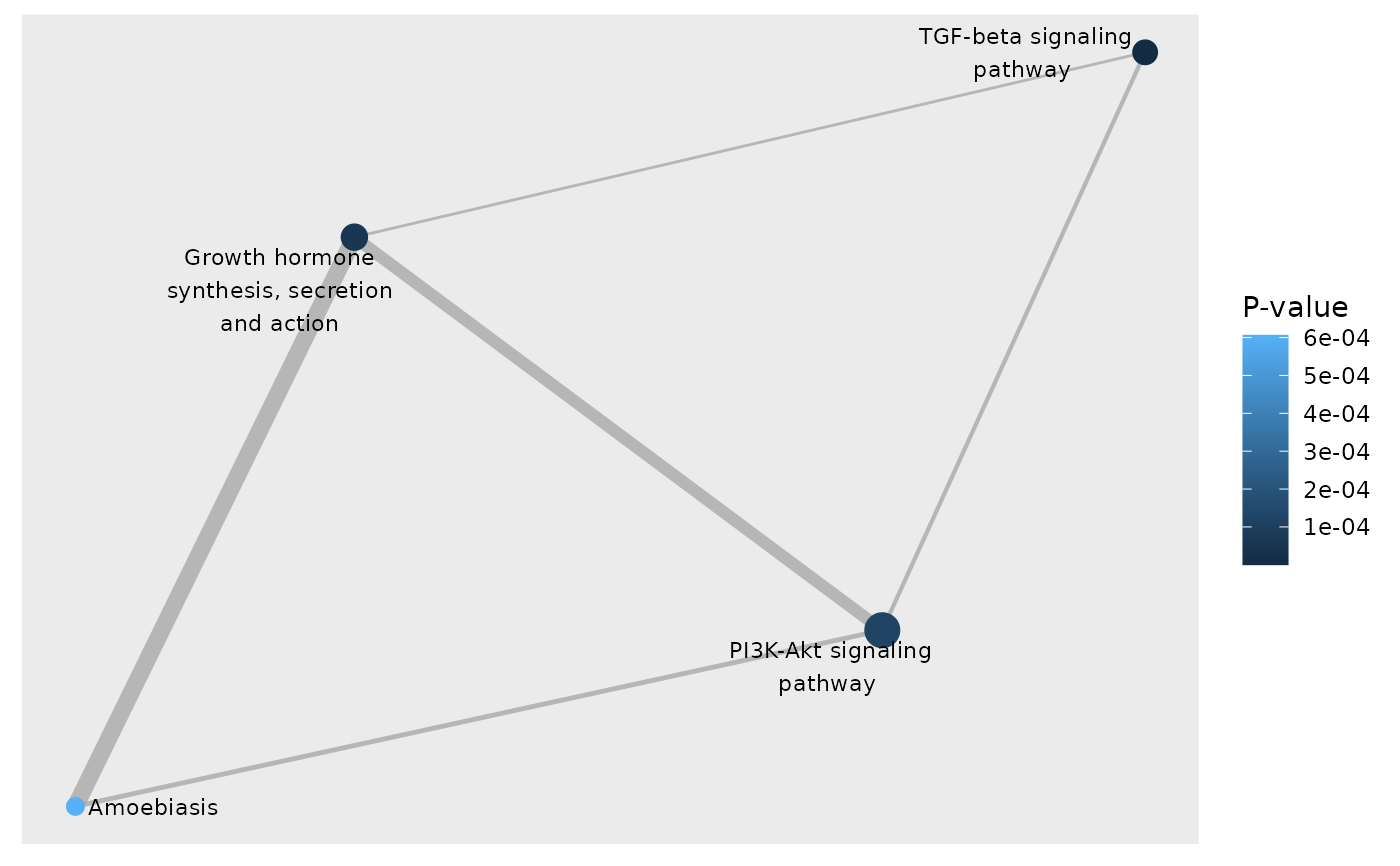 TGF-beta signaling
pathway
Growth hormone
synthesis, secretion
and action
PI3K-Akt signaling
pathway
Amoebiasis
P-value
6e-04
5e-04
4e-04
3e-04
2e-04
1e-04